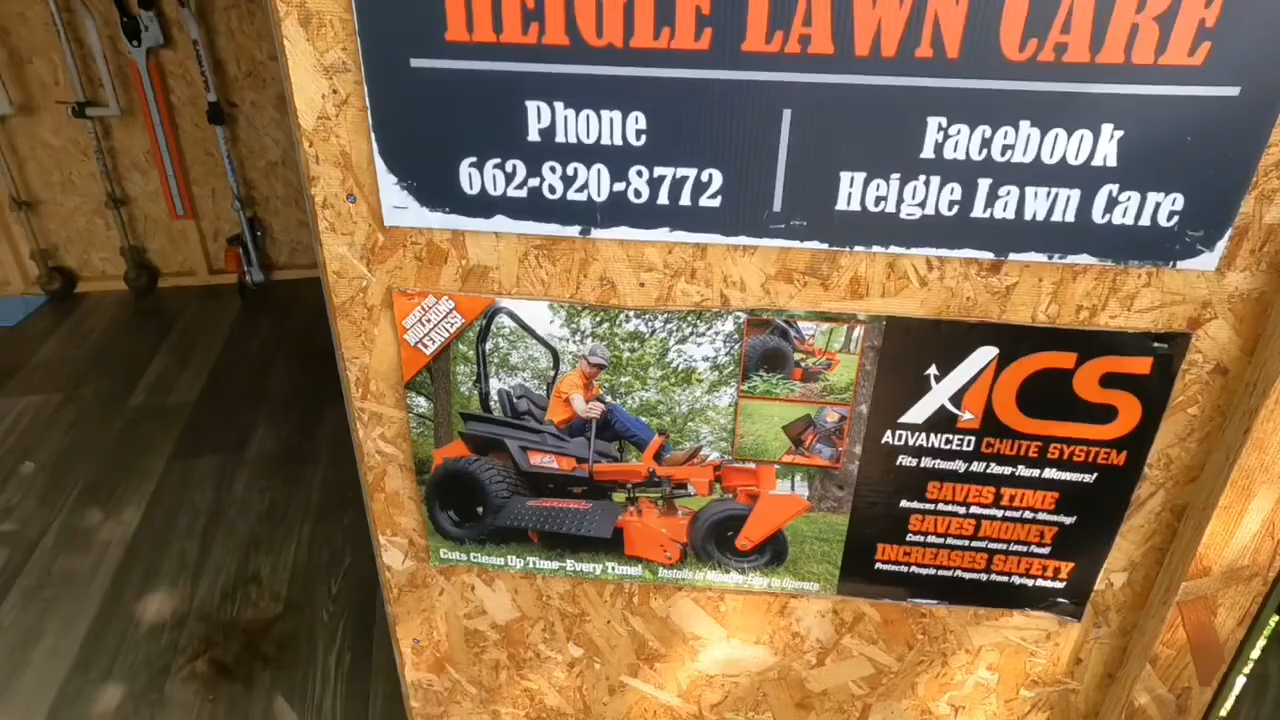 HEIGLE LAWN CARE
Phone
662-820-8772
Facebook
Heigle Lawn Care
GREAT FOR
MULCHING
LEAVES!
Cuts Clean Up Time–Every Time!
Installs in Minutes-Easy to Operate
ACS
ADVANCED CHUTE SYSTEM
Fits Virtually All Zero-Turn Mowers!
SAVES TIME
Reduces Raking, Blowing and Re-Mowing!
SAVES MONEY
Cuts Man Hours and uses Less Fuel!
INCREASES SAFETY
Protects People and Property from Flying Debris!